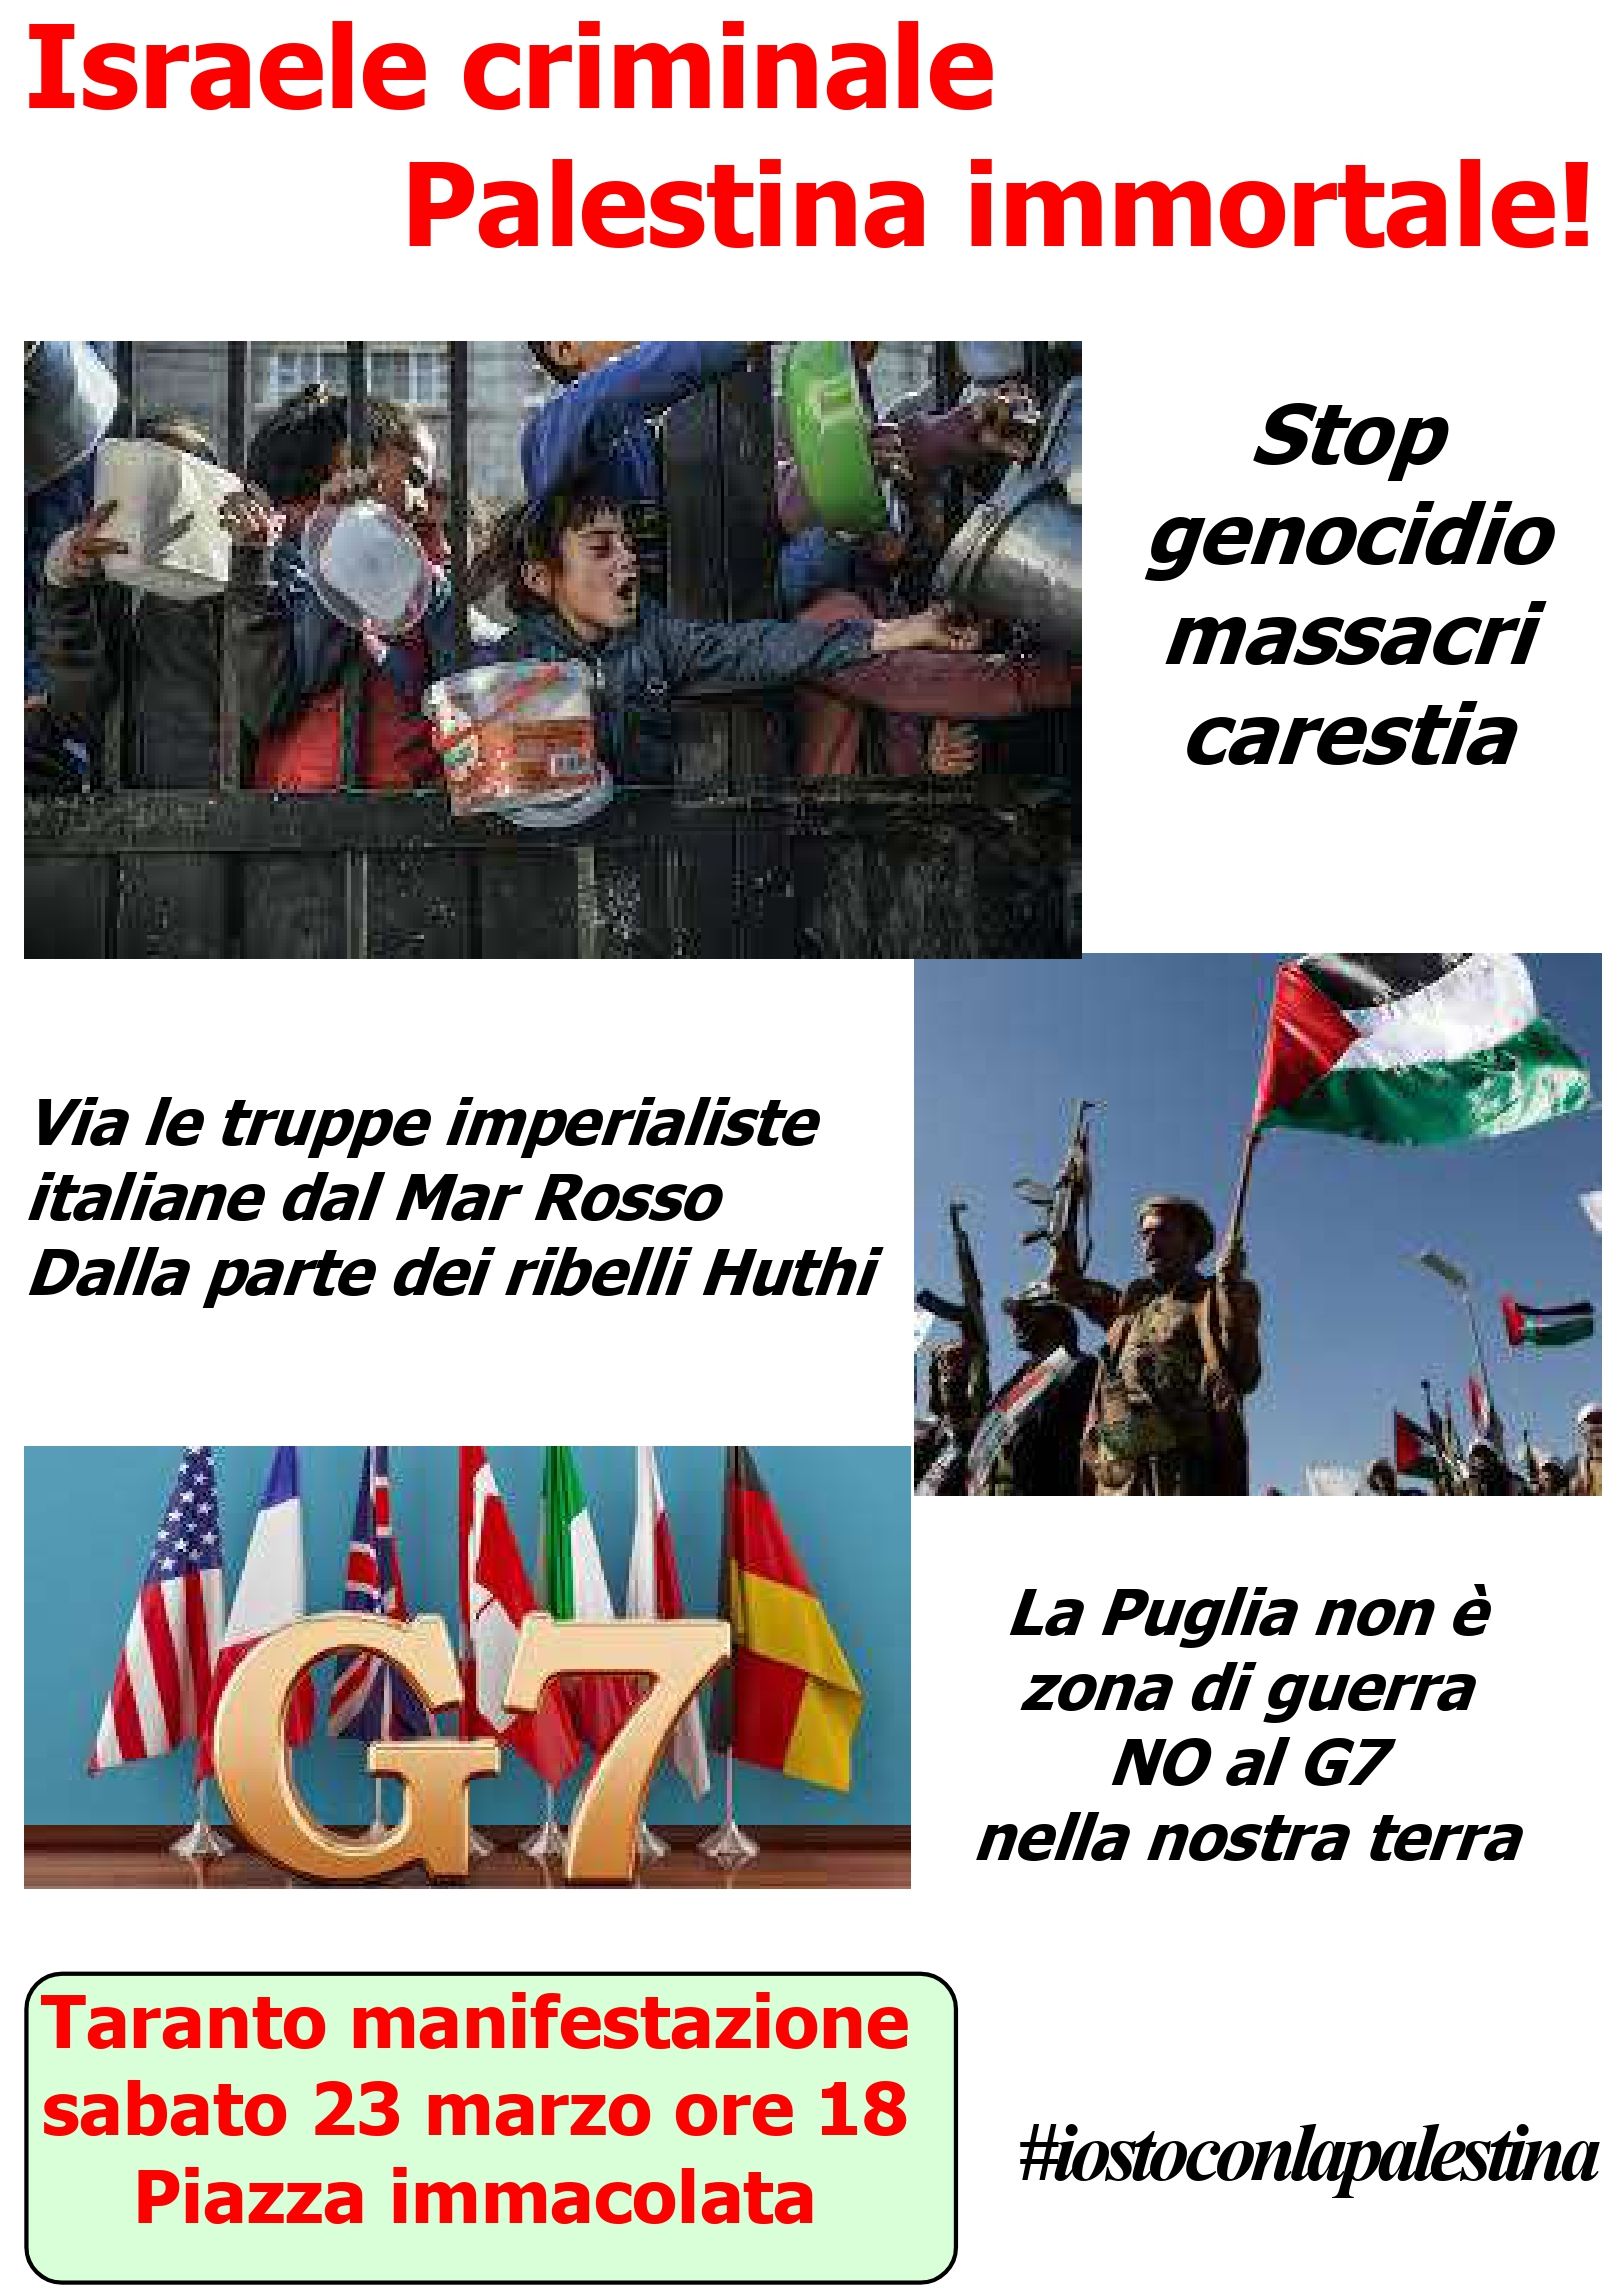 Israele criminale
Palestina immortale!
Stop
genocidio
massacri
carestia
Via le truppe imperialiste
italiane dal Mar Rosso
Dalla parte dei ribelli Huthi
G7
La Puglia non è
zona di guerra
NO al G7
nella nostra terra
Taranto manifestazione
sabato 23 marzo ore 18
Piazza immacolata
#iostoconlapalestina